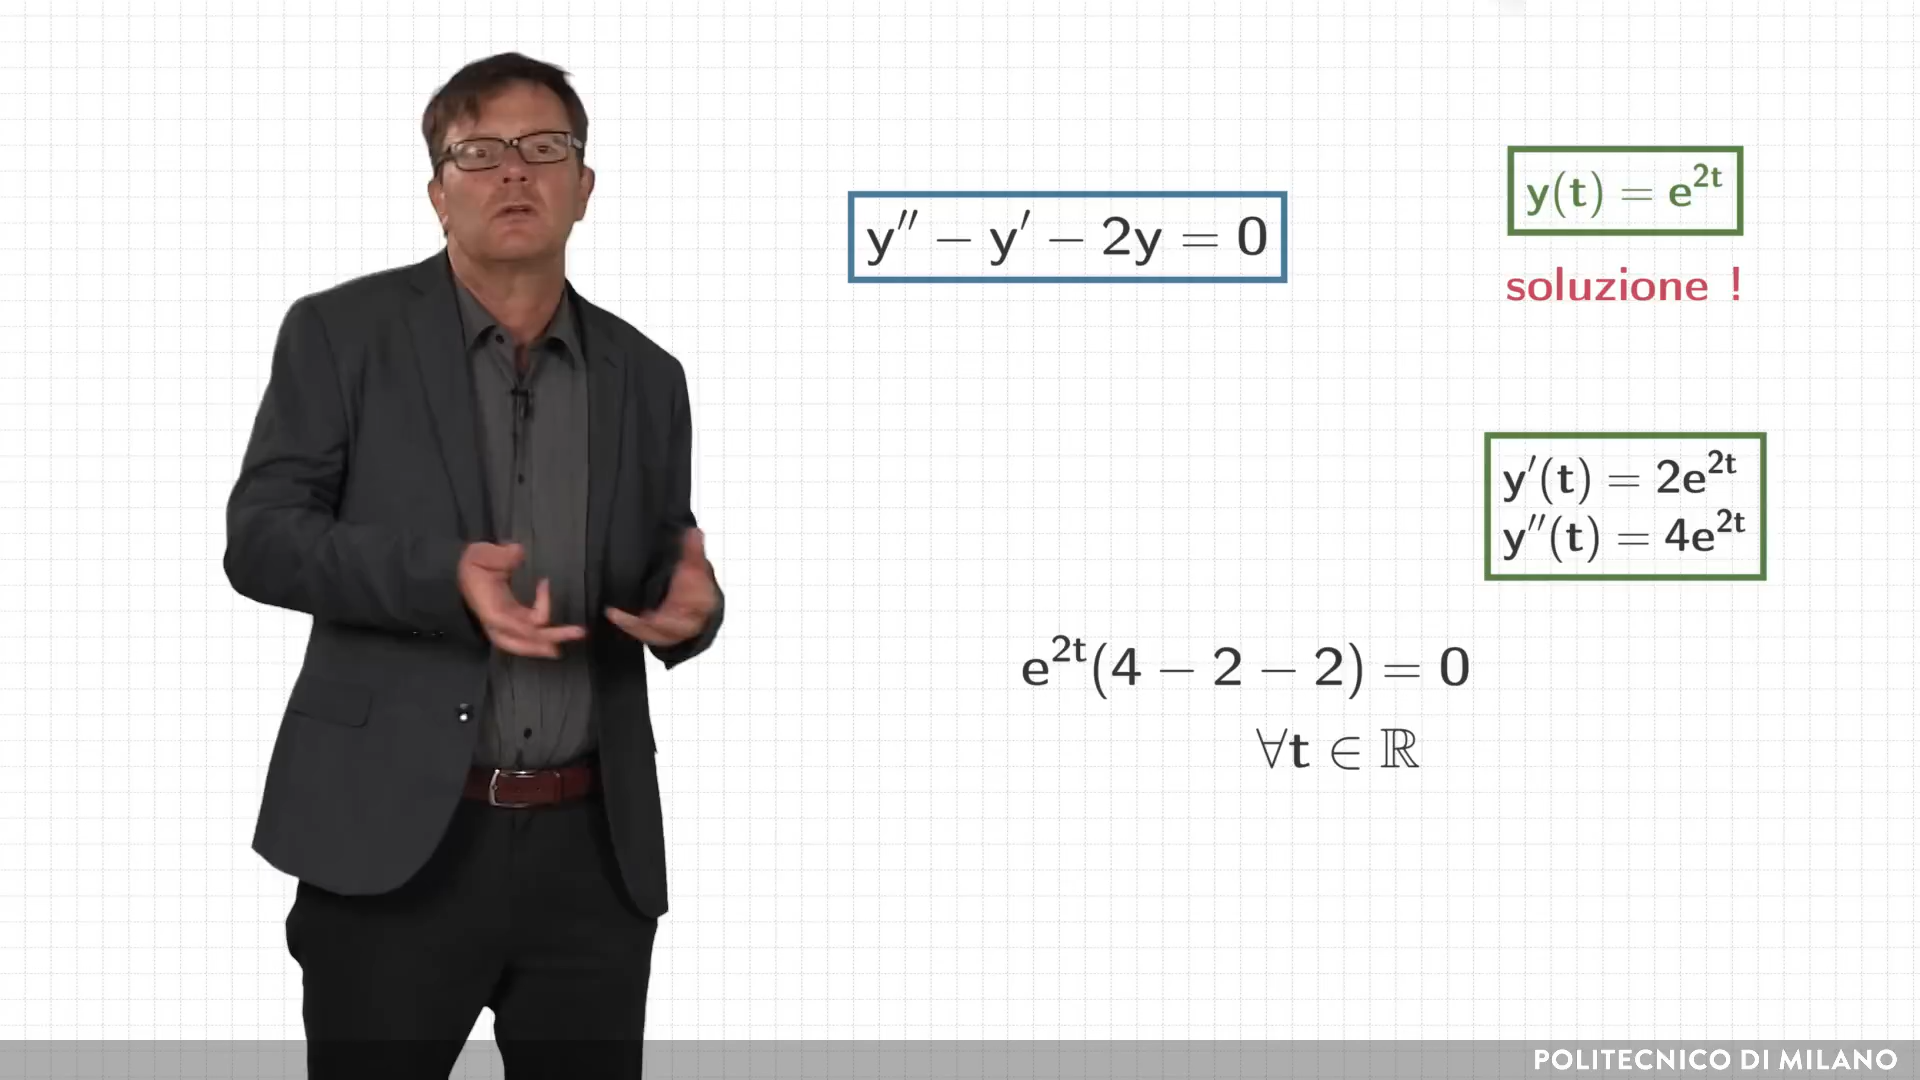 y″ − y′ − 2y = 0
y(t) = e^{2t}
soluzione !
y′(t) = 2e^{2t}
y″(t) = 4e^{2t}
e^{2t}(4 − 2 − 2) = 0
∀t ∈ ℝ
POLITECNICO DI MILANO